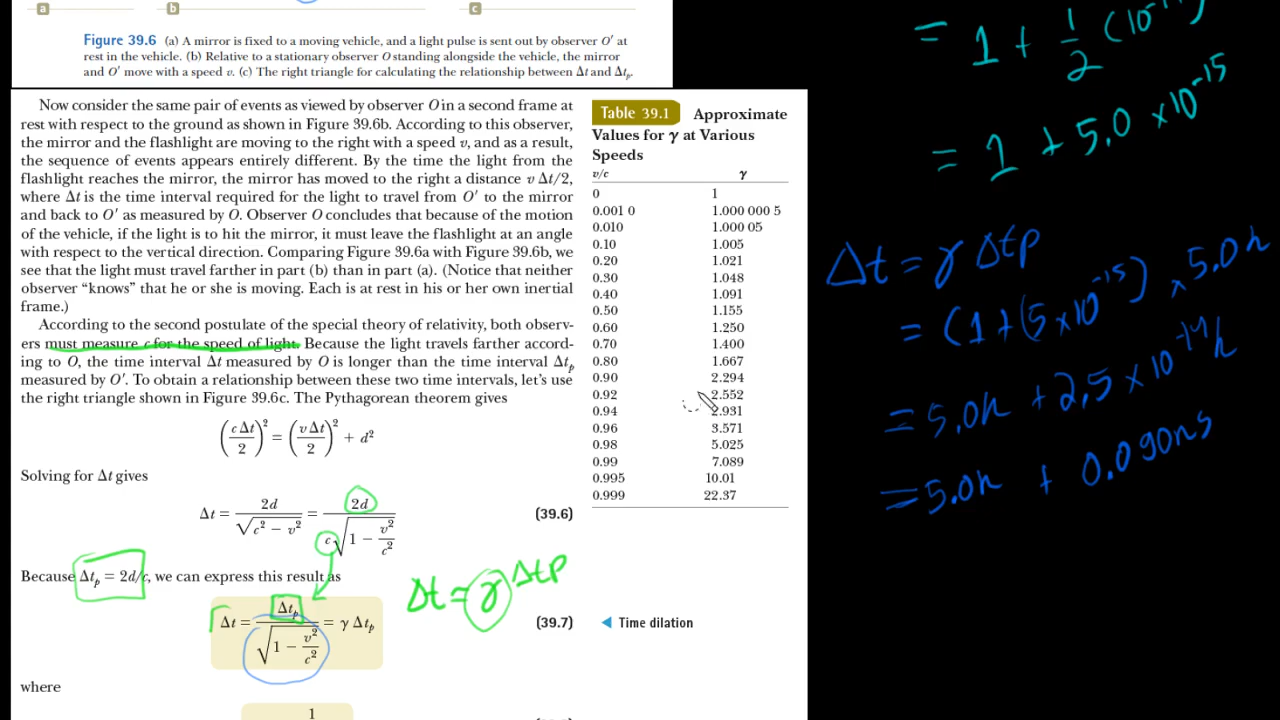 a b c
Figure 39.6 (a) A mirror is fixed to a moving vehicle, and a light pulse is sent out by observer O′ at
rest in the vehicle. (b) Relative to a stationary observer O standing alongside the vehicle, the mirror
and O′ move with a speed v. (c) The right triangle for calculating the relationship between Δt and Δtₚ.
Now consider the same pair of events as viewed by observer O in a second frame at
rest with respect to the ground as shown in Figure 39.6b. According to this observer,
the mirror and the flashlight are moving to the right with a speed v, and as a result,
the sequence of events appears entirely different. By the time the light from the
flashlight reaches the mirror, the mirror has moved to the right a distance v Δt/2,
where Δt is the time interval required for the light to travel from O′ to the mirror
and back to O′ as measured by O. Observer O concludes that because of the motion
of the vehicle, if the light is to hit the mirror, it must leave the flashlight at an angle
with respect to the vertical direction. Comparing Figure 39.6a with Figure 39.6b, we
see that the light must travel farther in part (b) than in part (a). (Notice that neither
observer “knows” that he or she is moving. Each is at rest in his or her own inertial
frame.)
According to the second postulate of the special theory of relativity, both observ-
ers must measure c for the speed of light. Because the light travels farther accord-
ing to O, the time interval Δt measured by O is longer than the time interval Δtₚ
measured by O′. To obtain a relationship between these two time intervals, let’s use
the right triangle shown in Figure 39.6c. The Pythagorean theorem gives
(c Δt/2)² = (v Δt/2)² + d²
Solving for Δt gives
Δt = 2d/√(c² − v²) = 2d/(c√(1 − v²/c²)) (39.6)
Because Δtₚ = 2d/c, we can express this result as
Δt = Δtₚ/√(1 − v²/c²) = γ Δtₚ (39.7)
◀ Time dilation
where
1
Δt = γ Δtp
Table 39.1 Approximate
Values for γ at Various
Speeds
v/c γ
0 1
0.001 0 1.000 000 5
0.010 1.000 05
0.10 1.005
0.20 1.021
0.30 1.048
0.40 1.091
0.50 1.155
0.60 1.250
0.70 1.400
0.80 1.667
0.90 2.294
0.92 2.552
0.94 2.931
0.96 3.571
0.98 5.025
0.99 7.089
0.995 10.01
0.999 22.37
= 1 + 1/2 (10⁻¹⁴)
= 1 + 5.0 × 10⁻¹⁵
Δt = γ Δtp
= (1 + (5 × 10⁻¹⁵) × 5.0h
= 5.0h + 2,5 × 10⁻¹⁴ h
= 5.0h + 0.090ns